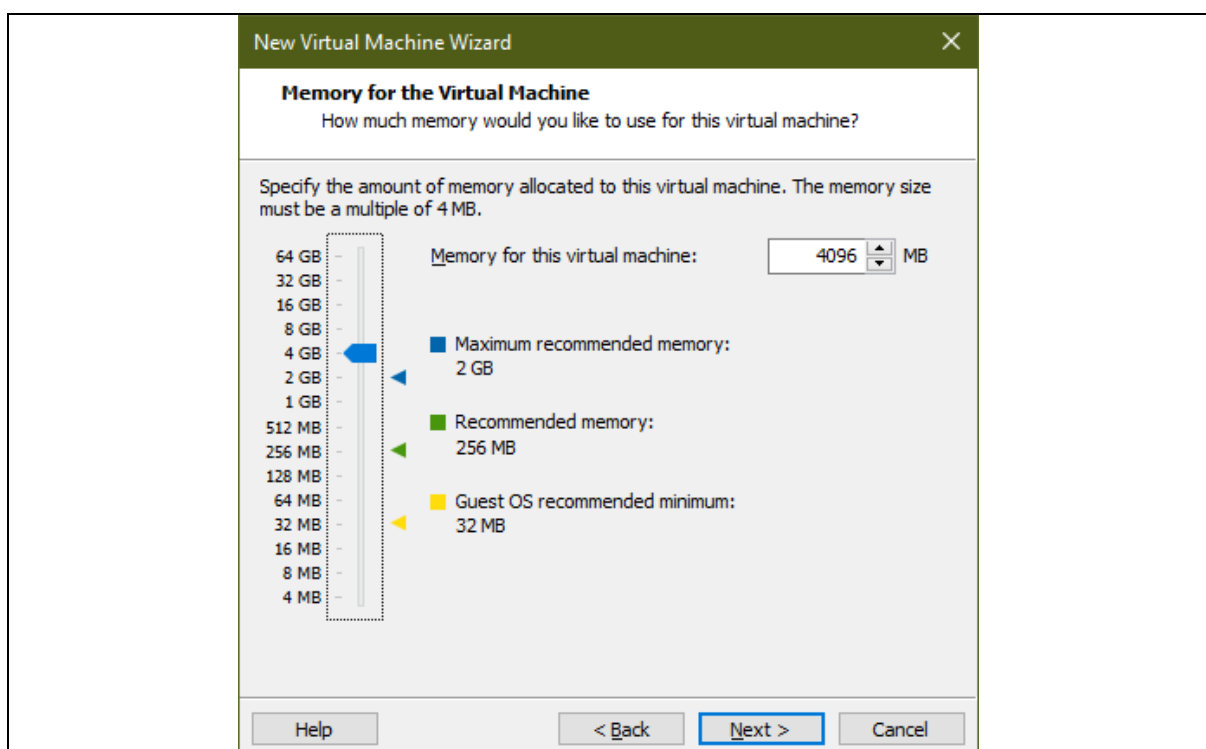 New Virtual Machine Wizard
Memory for the Virtual Machine
How much memory would you like to use for this virtual machine?
Specify the amount of memory allocated to this virtual machine. The memory size
must be a multiple of 4 MB.
64 GB
Memory for this virtual machine: 4096 MB
32 GB
16 GB
8 GB
Maximum recommended memory:
4 GB
2 GB
2 GB
1 GB
Recommended memory:
512 MB
256 MB
256 MB
128 MB
64 MB
Guest OS recommended minimum:
32 MB
32 MB
16 MB
8 MB
4 MB
Help < Back Next > Cancel